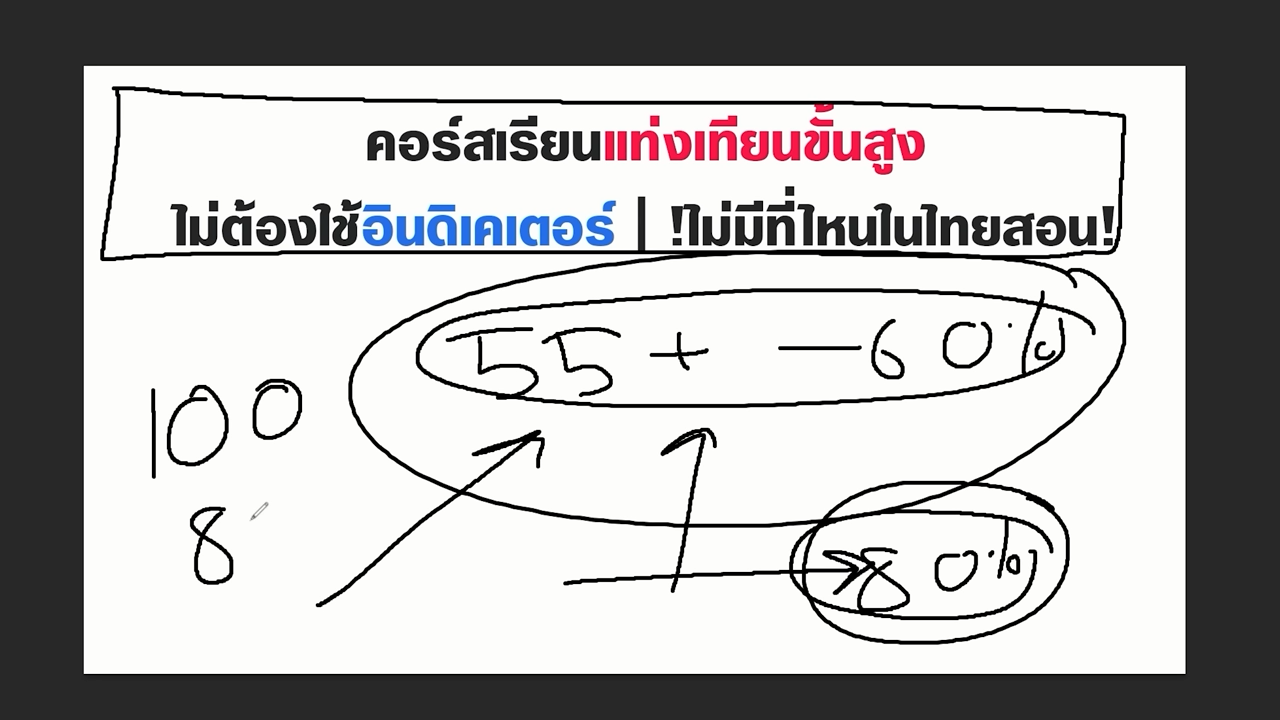 คอร์สเรียนแท่งเทียนขั้นสูง
ไม่ต้องใช้อินดิเคเตอร์ | !ไม่มีที่ไหนในไทยสอน!
55 + - 60%
100
8
80%